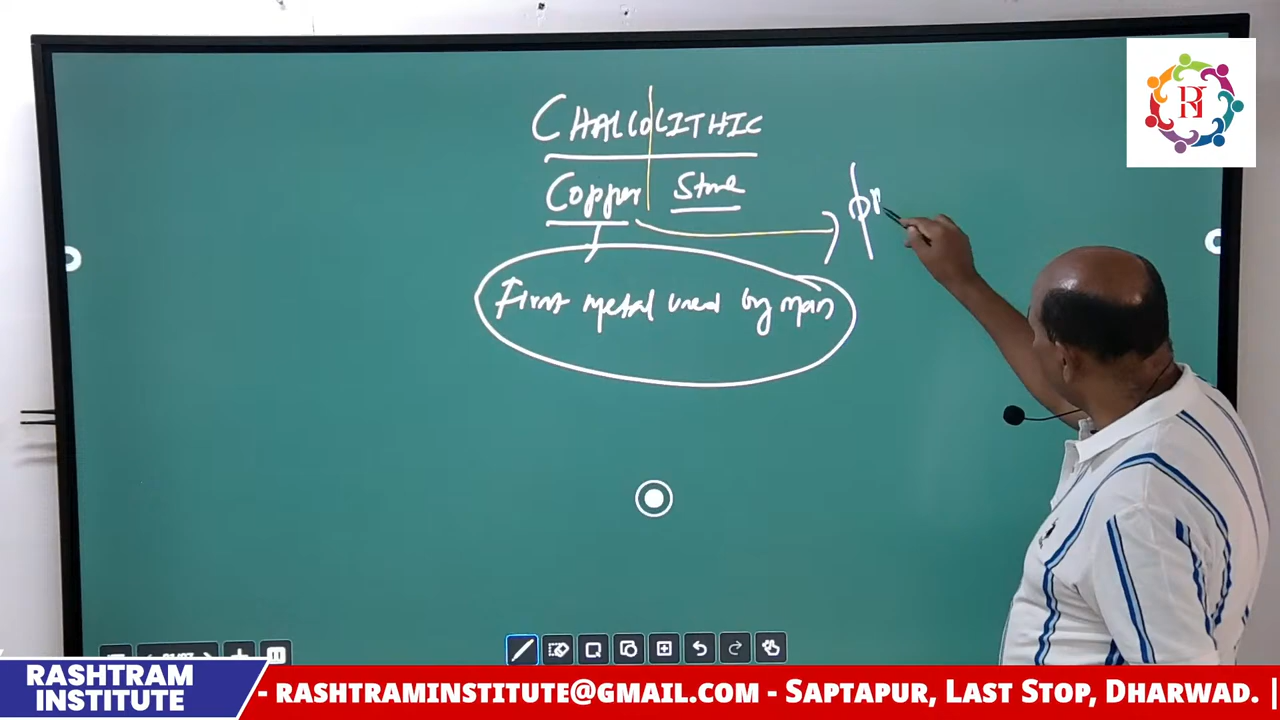 CHALCOLITHIC
Copper Stone
First metal used by man
RASHTRAM
INSTITUTE
- RASHTRAMINSTITUTE@GMAIL.COM - SAPTAPUR, LAST STOP, DHARWAD. |